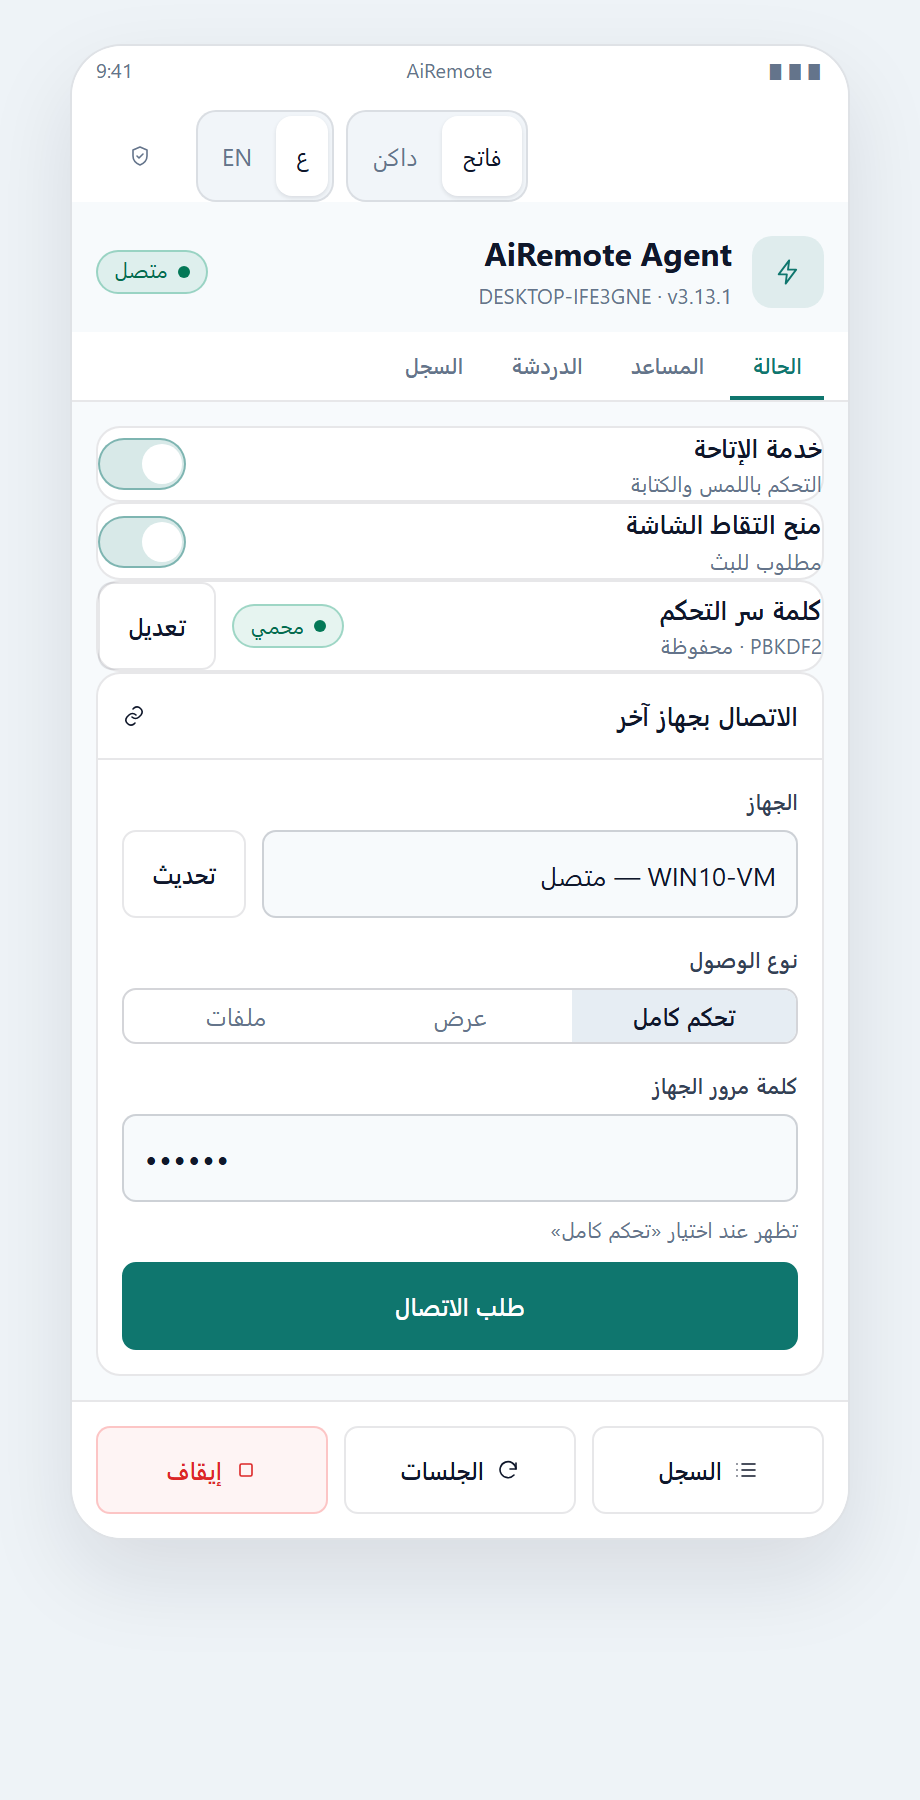 9:41 AiRemote
فاتح داكن ع EN
AiRemote Agent
متصل
DESKTOP-IFE3GNE · v3.13.1
الحالة المساعد الدردشة السجل
خدمة الإتاحة
التحكم باللمس والكتابة
منح التقاط الشاشة
مطلوب للبث
كلمة سر التحكم
PBKDF2 · محفوظة
محمي
تعديل
الاتصال بجهاز آخر
الجهاز
WIN10-VM — متصل
تحديث
نوع الوصول
تحكم كامل عرض ملفات
كلمة مرور الجهاز
••••••
تظهر عند اختيار «تحكم كامل»
طلب الاتصال
السجل الجلسات إيقاف